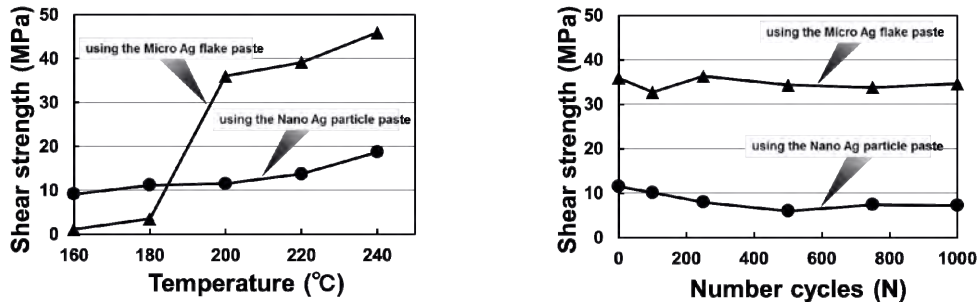 Shear strength (MPa)
50
40
30
20
10
0
using the Micro Ag flake paste
using the Nano Ag particle paste
160 180 200 220 240
Temperature (℃)
Shear strength (MPa)
50
40
30
20
10
0
using the Micro Ag flake paste
using the Nano Ag particle paste
0 200 400 600 800 1000
Number cycles (N)